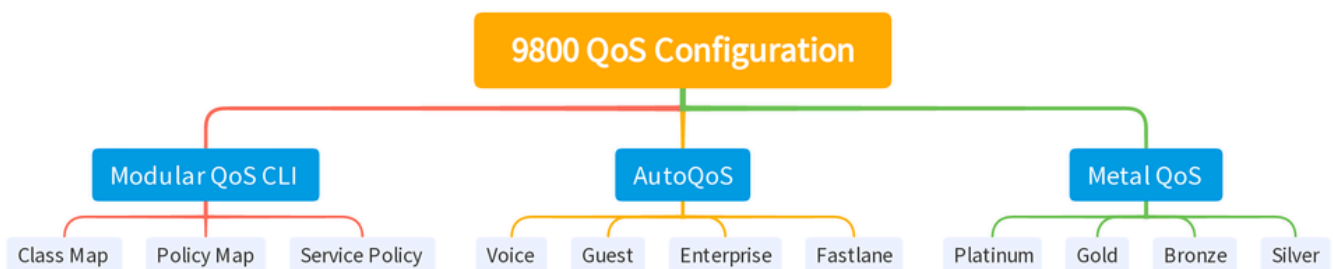 9800 QoS Configuration
Modular QoS CLI
AutoQoS
Metal QoS
Class Map
Policy Map
Service Policy
Voice
Guest
Enterprise
Fastlane
Platinum
Gold
Bronze
Silver